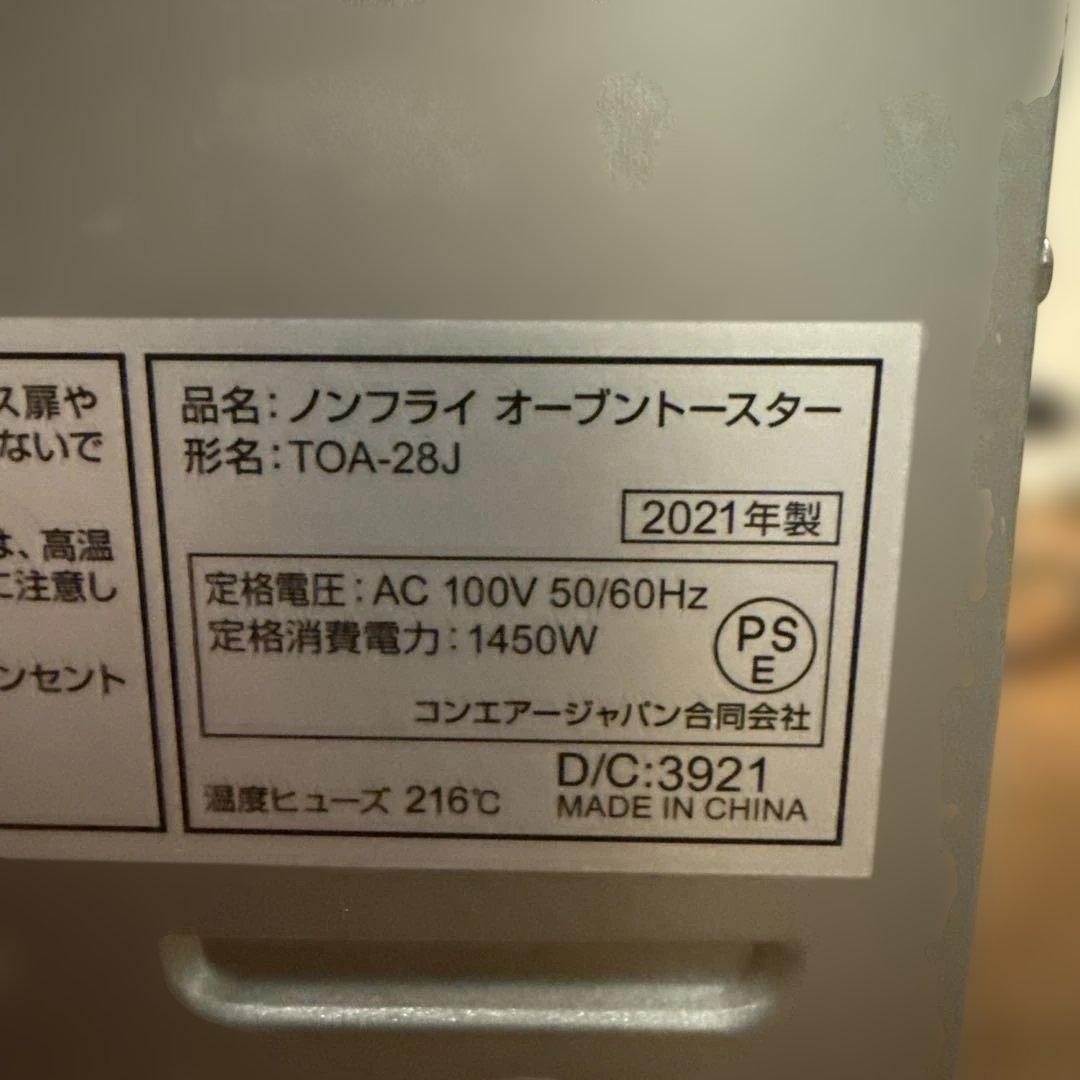 ス扉や
ないで
は、高温
に注意し
ンセント
品名：ノンフライ オーブントースター
形名：TOA-28J
2021年製
定格電圧：AC 100V 50/60Hz
定格消費電力：1450W
PS
E
コンエアージャパン合同会社
温度ヒューズ 216℃
D/C:3921
MADE IN CHINA